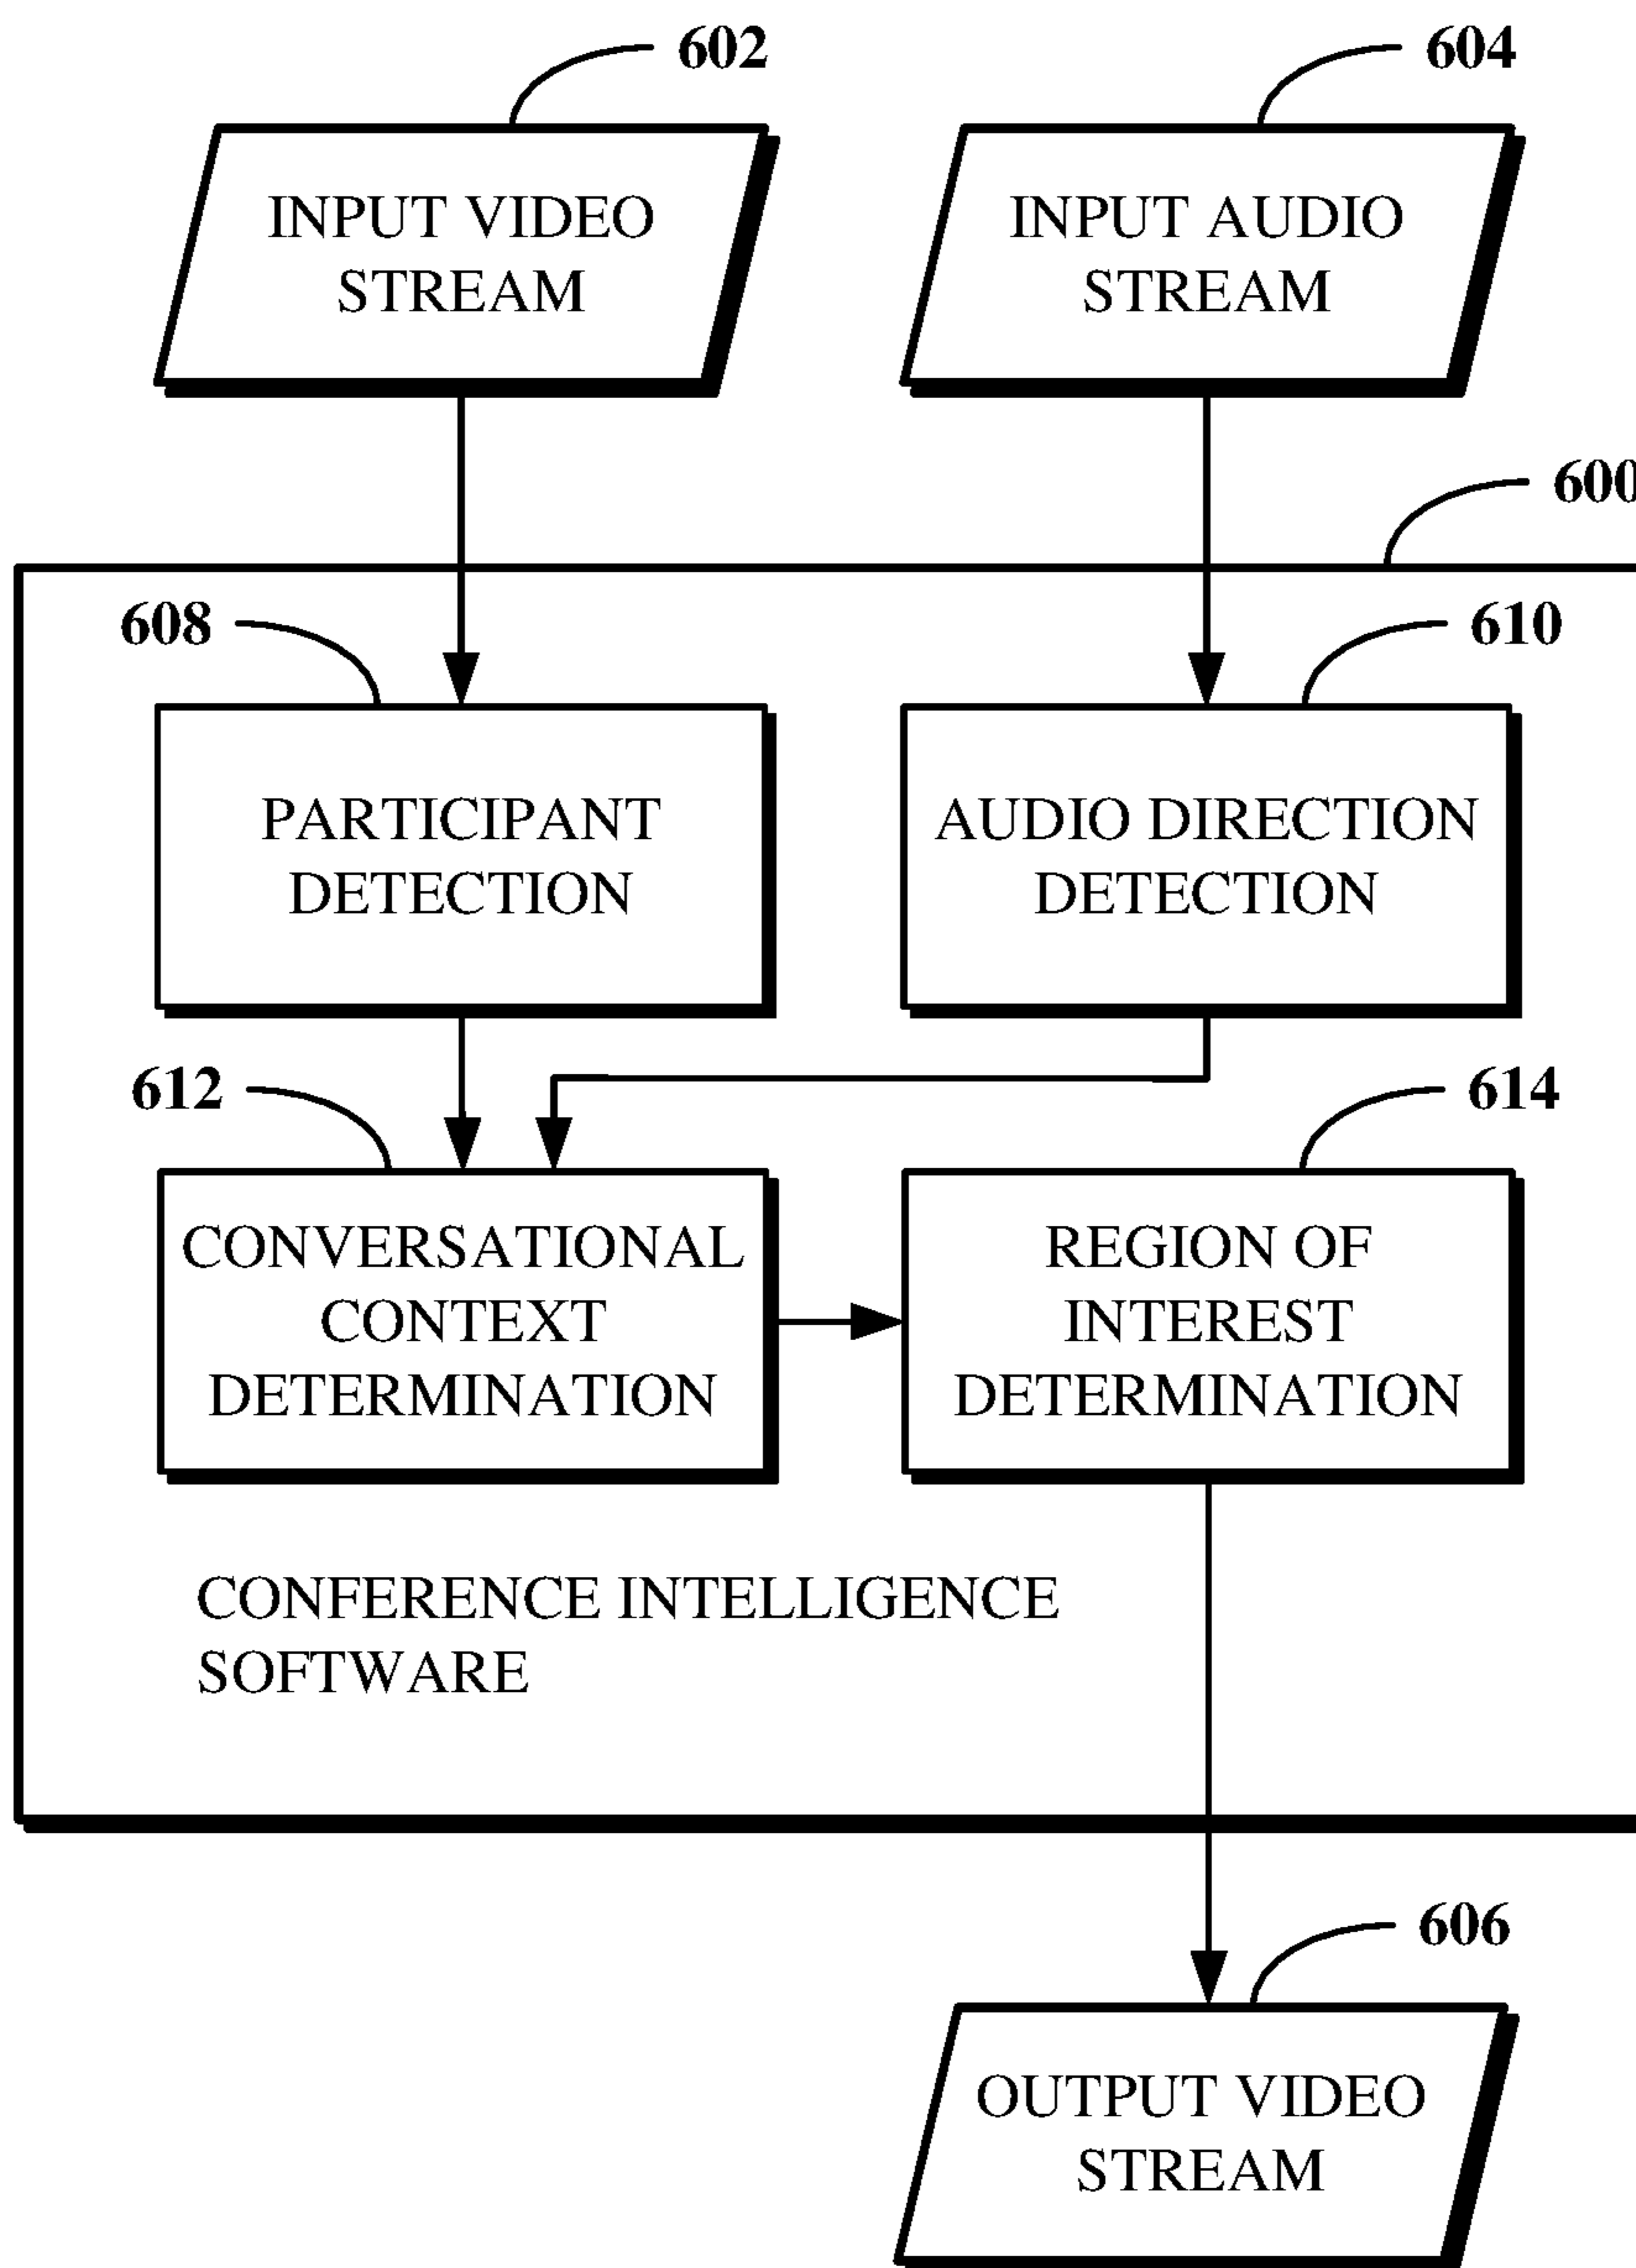 602
604
INPUT VIDEO
STREAM
INPUT AUDIO
STREAM
600
608
610
PARTICIPANT
DETECTION
AUDIO DIRECTION
DETECTION
612
614
CONVERSATIONAL
CONTEXT
DETERMINATION
REGION OF
INTEREST
DETERMINATION
CONFERENCE INTELLIGENCE
SOFTWARE
606
OUTPUT VIDEO
STREAM